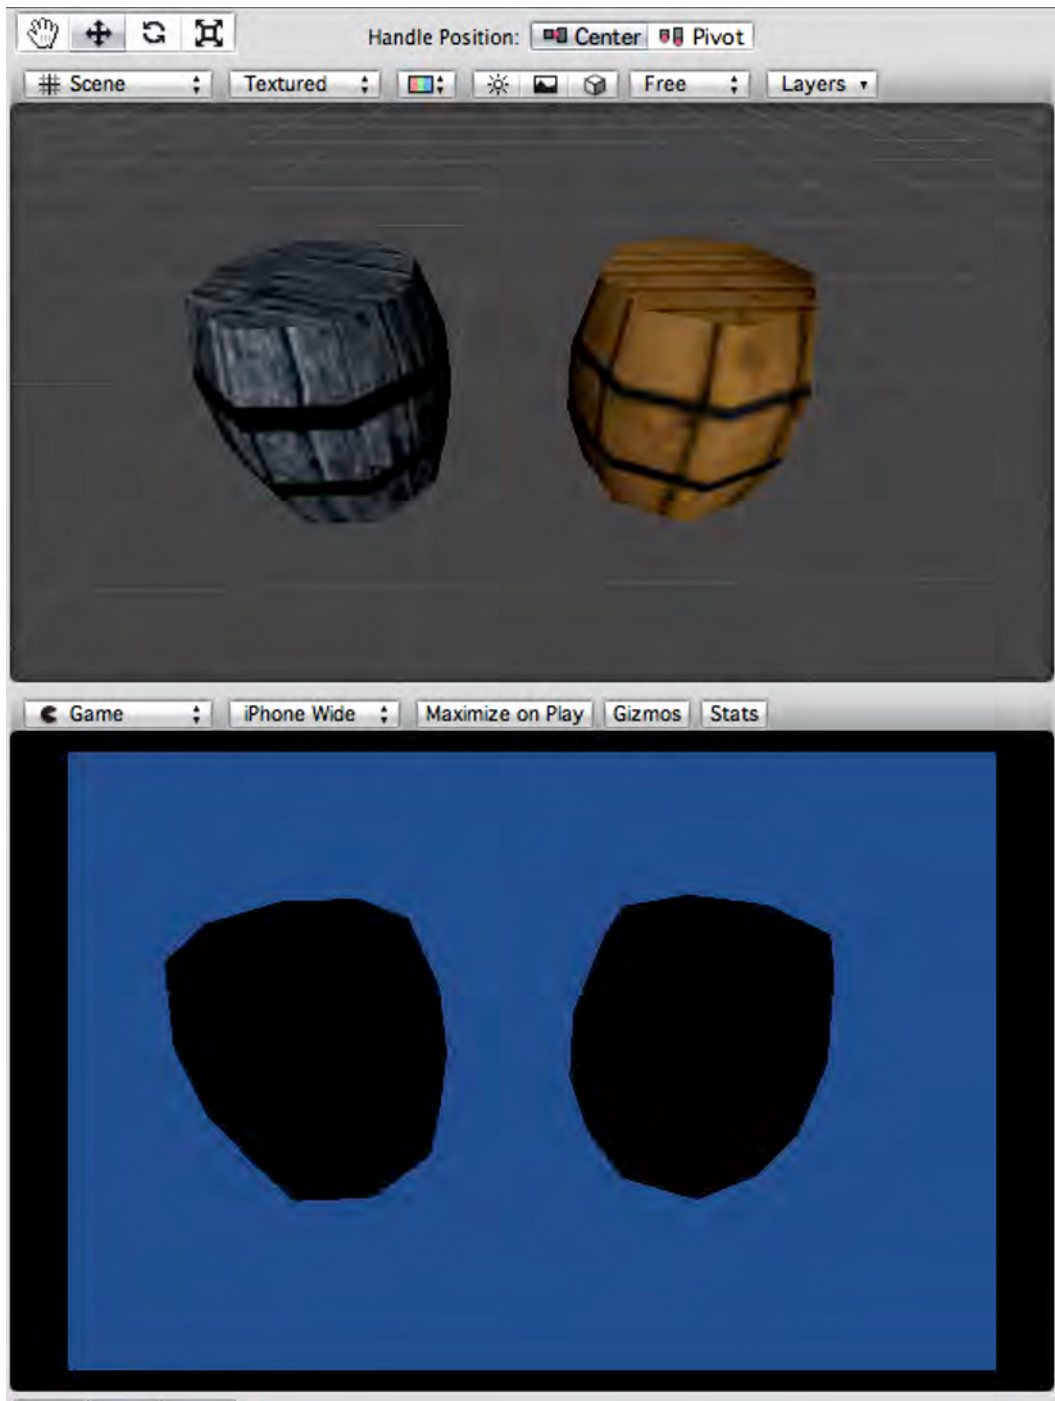 Handle Position: Center Pivot
Scene Textured Free Layers
Game iPhone Wide Maximize on Play Gizmos Stats